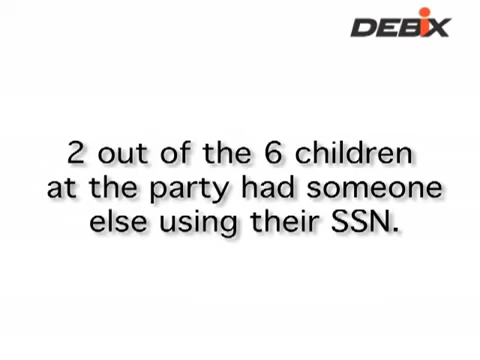 DEBiX
2 out of the 6 children
at the party had someone
else using their SSN.